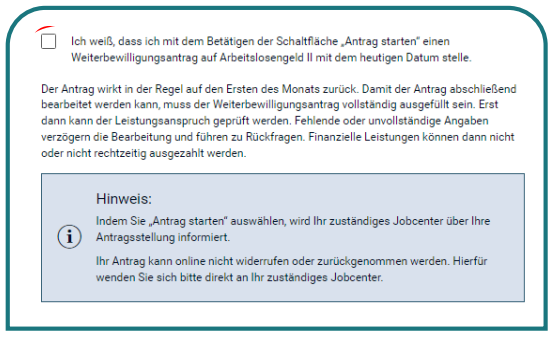 Ich weiß, dass ich mit dem Betätigen der Schaltfläche „Antrag starten“ einen
Weiterbewilligungsantrag auf Arbeitslosengeld II mit dem heutigen Datum stelle.
Der Antrag wirkt in der Regel auf den Ersten des Monats zurück. Damit der Antrag abschließend
bearbeitet werden kann, muss der Weiterbewilligungsantrag vollständig ausgefüllt sein. Erst
dann kann der Leistungsanspruch geprüft werden. Fehlende oder unvollständige Angaben
verzögern die Bearbeitung und führen zu Rückfragen. Finanzielle Leistungen können dann nicht
oder nicht rechtzeitig ausgezahlt werden.
Hinweis:
Indem Sie „Antrag starten“ auswählen, wird Ihr zuständiges Jobcenter über Ihre
Antragsstellung informiert.
Ihr Antrag kann online nicht widerrufen oder zurückgenommen werden. Hierfür
wenden Sie sich bitte direkt an Ihr zuständiges Jobcenter.